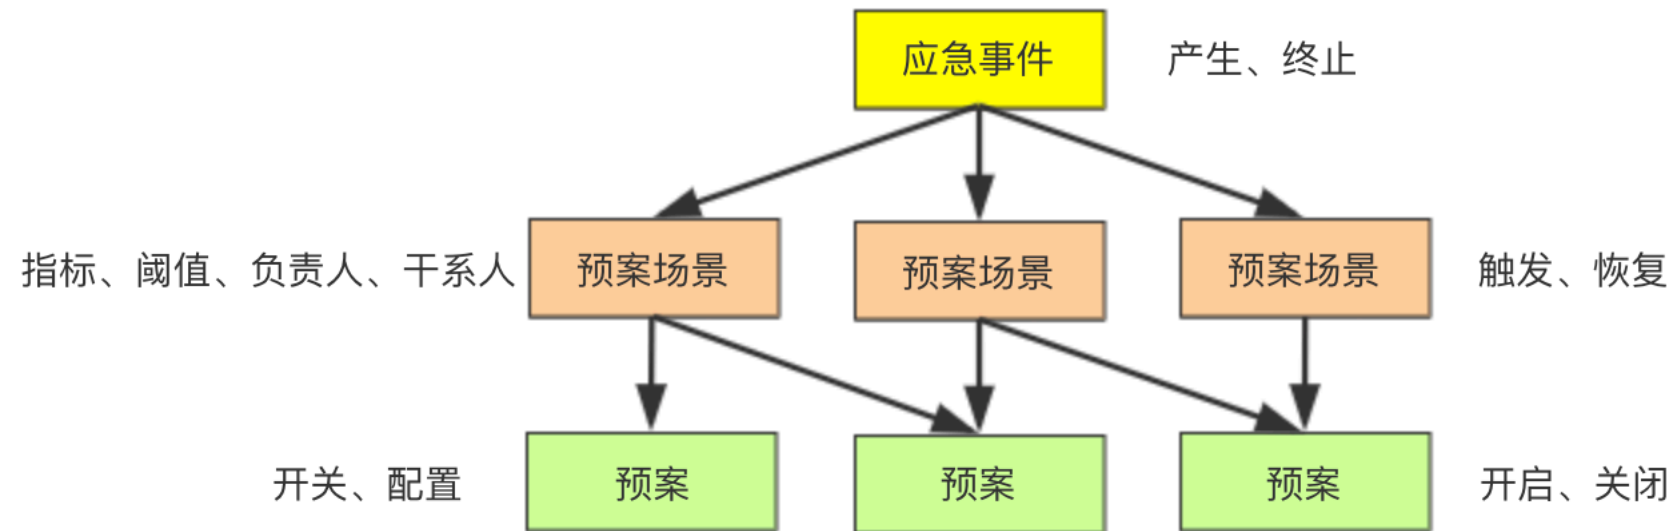 应急事件 产生、终止
指标、阈值、负责人、干系人 预案场景 预案场景 预案场景 触发、恢复
开关、配置 预案 预案 预案 开启、关闭